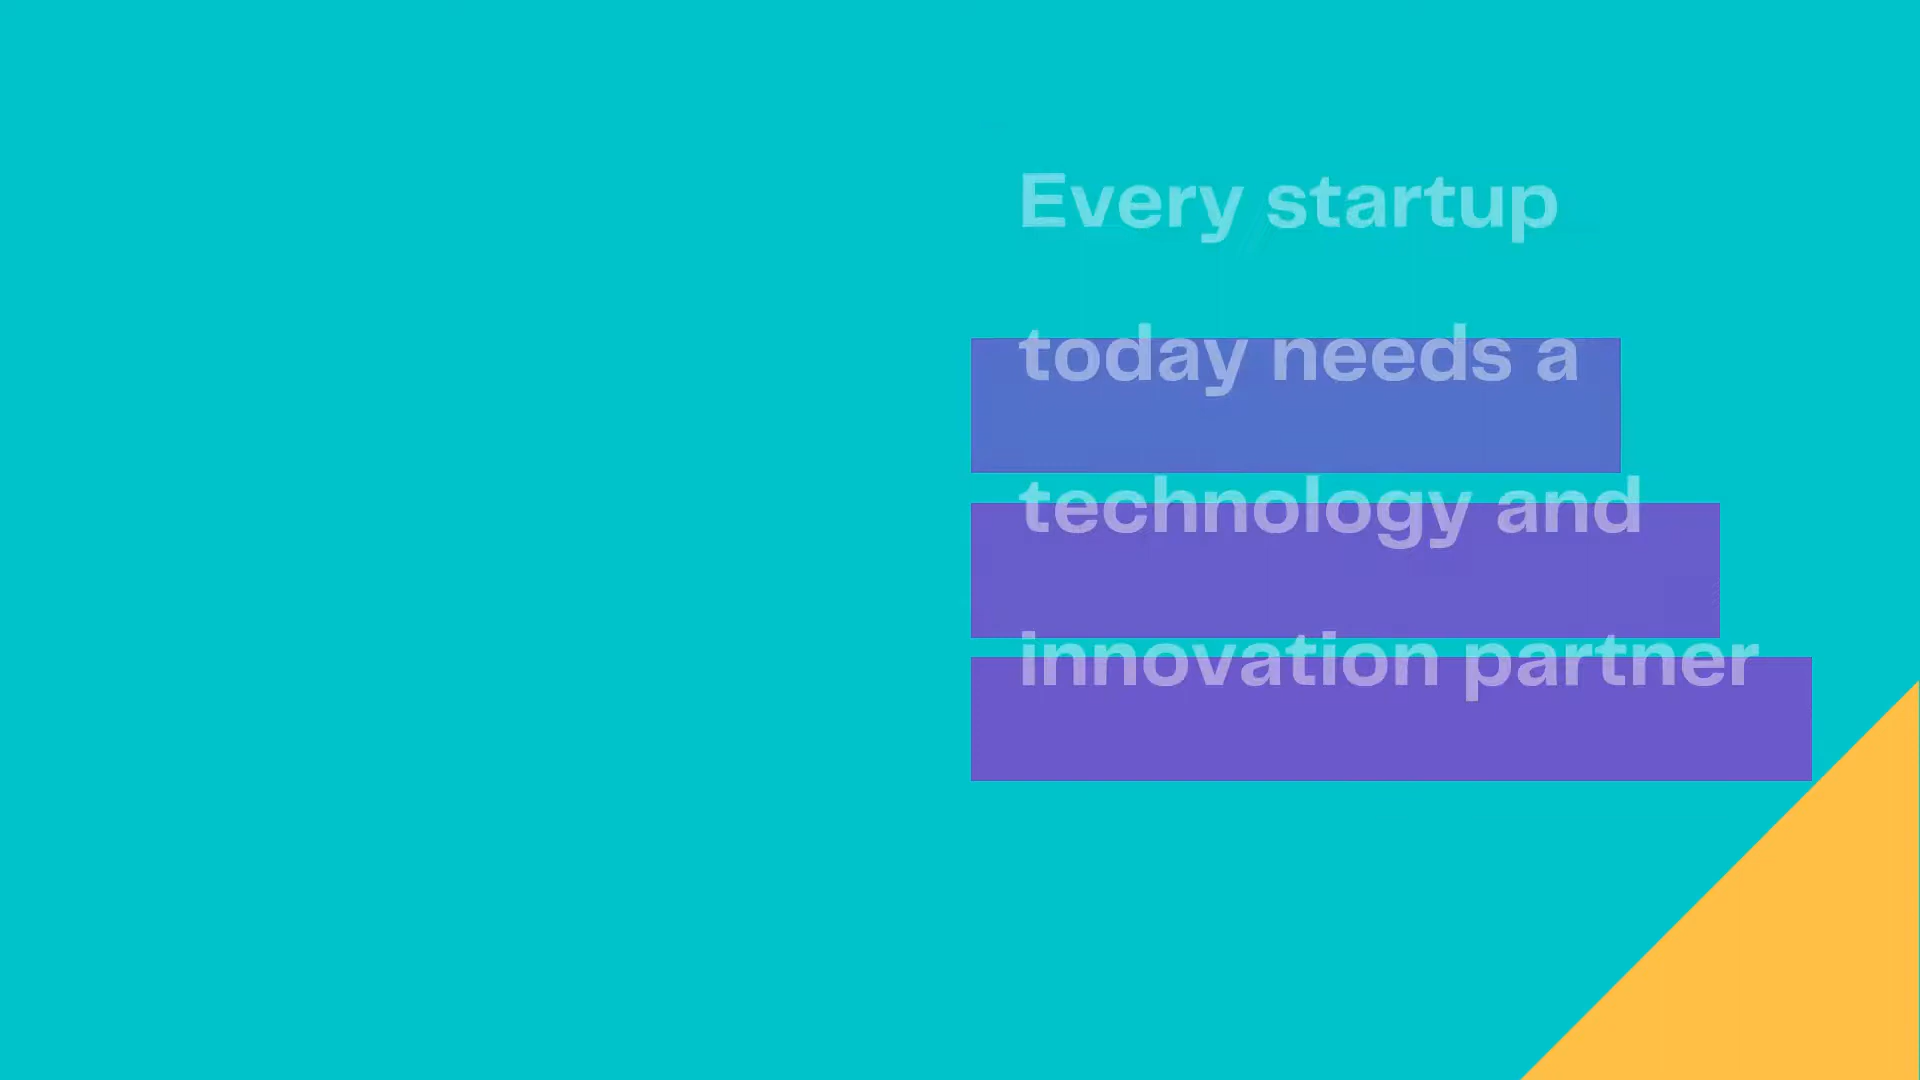 Every startup
today needs a
technology and
innovation partner